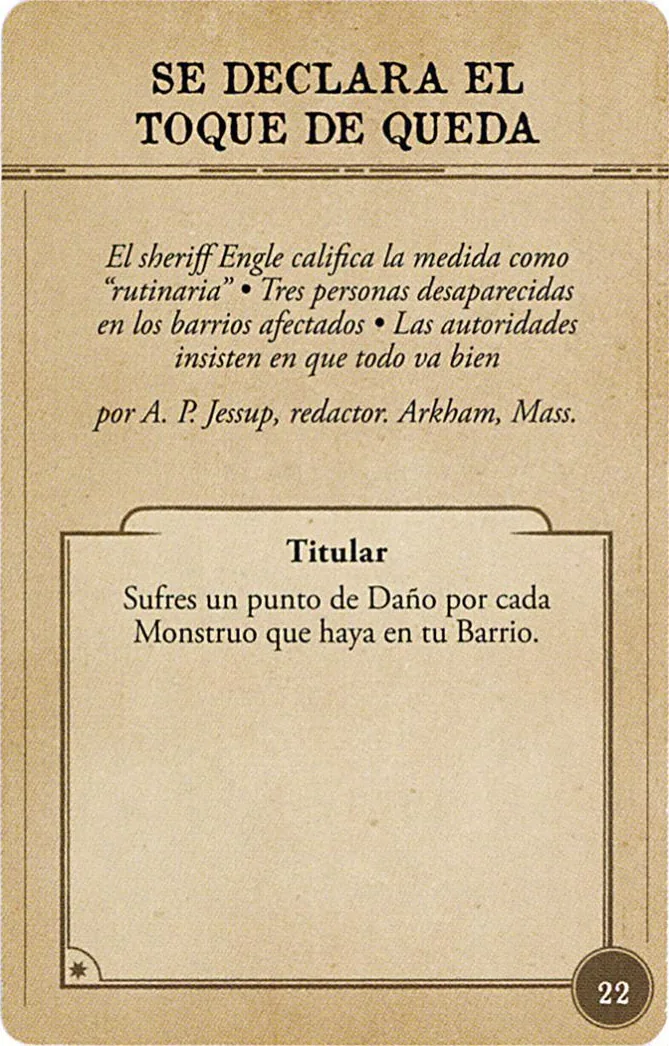 SE DECLARA EL
TOQUE DE QUEDA
El sheriff Engle califica la medida como
“rutinaria” • Tres personas desaparecidas
en los barrios afectados • Las autoridades
insisten en que todo va bien
por A. P. Jessup, redactor. Arkham, Mass.
Titular
Sufres un punto de Daño por cada
Monstruo que haya en tu Barrio.
22